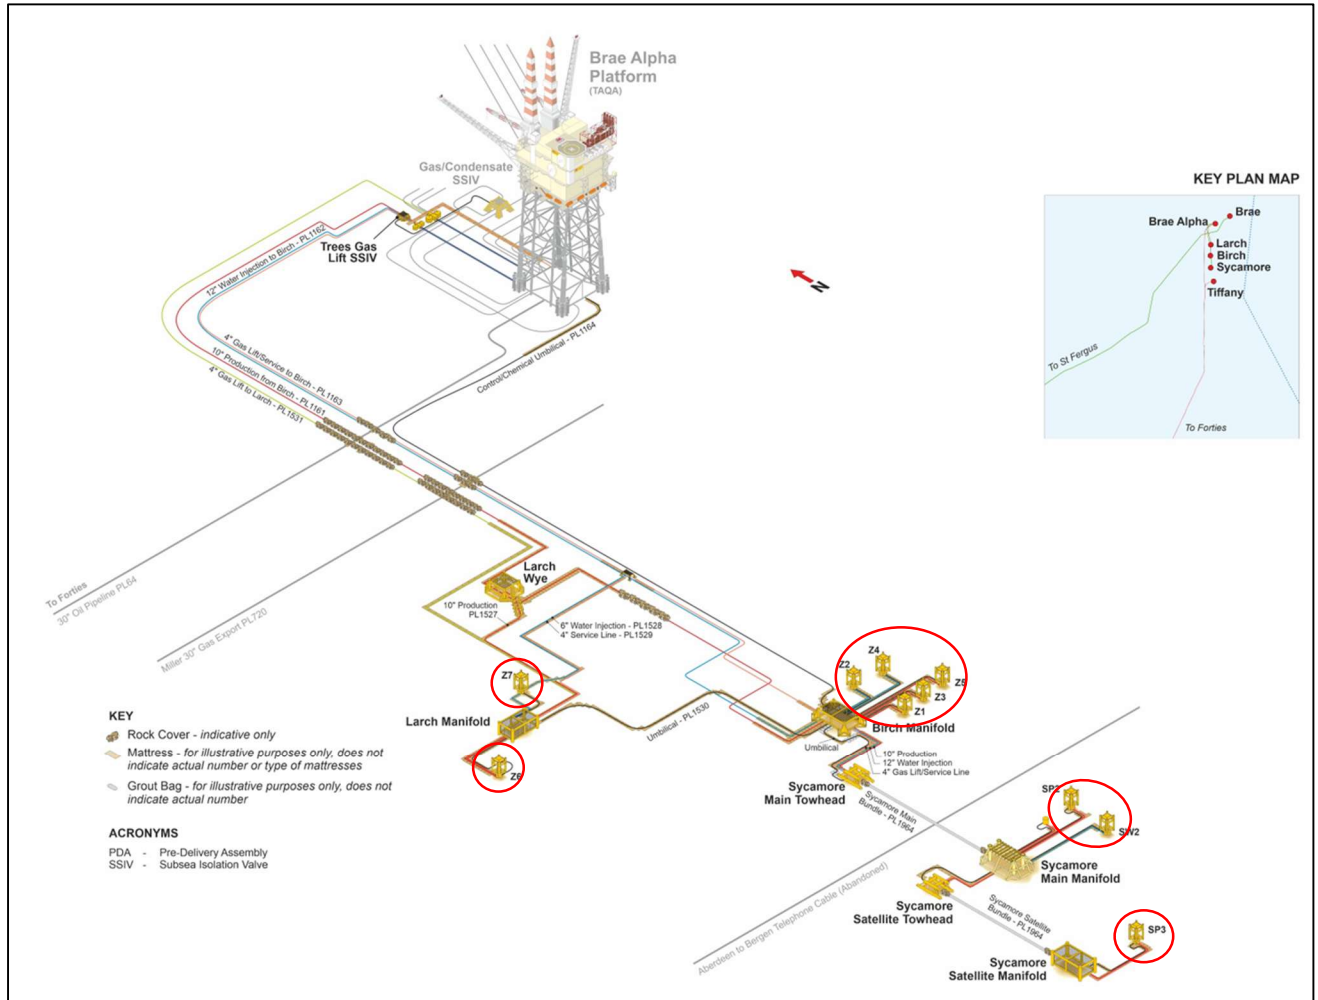 Brae Alpha
Platform
(TAQA)
Gas/Condensate
SSIV
Trees Gas
Lift SSIV
12" Water Injection to Birch - PL1162
4" Gas Lift/Service to Birch - PL1163
10" Production from Birch - PL1161
4" Gas Lift to Larch - PL1531
Control/Chemical Umbilical - PL1164
N
KEY PLAN MAP
Brae Alpha
Brae
Larch
Birch
Sycamore
Tiffany
To St Fergus
To Forties
To Forties
30" Oil Pipeline PL64
Miller 30" Gas Export PL720
Larch
Wye
10" Production
PL1527
6" Water Injection - PL1528
4" Service Line - PL1529
Z7
Larch Manifold
Z6
Umbilical - PL1530
Z2
Z4
Z5
Z3
Z1
Birch Manifold
Umbilical
10" Production
12" Water Injection
4" Gas Lift/Service Line
Sycamore
Main Towhead
Sycamore Main
Bundle - PL1964
SP2
SW2
Sycamore
Main Manifold
Sycamore
Satellite Towhead
Sycamore Satellite
Bundle - PL1964
SP3
Sycamore
Satellite Manifold
Aberdeen to Bergen Telephone Cable (Abandoned)
KEY
Rock Cover - indicative only
Mattress - for illustrative purposes only, does not
indicate actual number or type of mattresses
Grout Bag - for illustrative purposes only, does not
indicate actual number
ACRONYMS
PDA - Pre-Delivery Assembly
SSIV - Subsea Isolation Valve